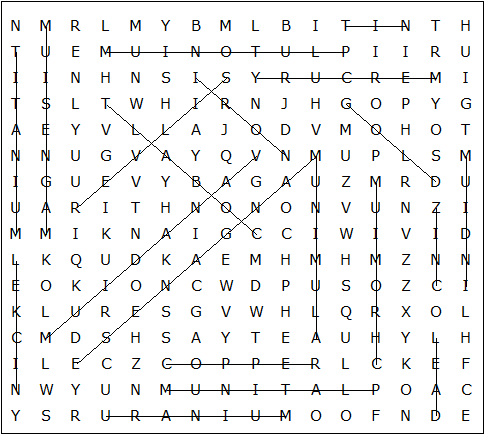 N M R L M Y B M L B I T I N T H
T U E M U I N O T U L P I I R U
I I N H N S I S Y R U C R E M I
T S L T W H I R N J H G O P Y G
A E Y V L L A J O D V M O H O T
N N U G V A Y Q V N M U P L S M
I G U E V Y B A G A U Z M R D U
U A R I T H N O N O N V U N Z I
M M I K N A I G C C I W I V I D
L K Q U D K A E M H M H M Z N N
E O K I O N C W D P U S O Z C I
K L U R E S G V W H L Q R X O L
C M D S H S A Y T E A U H Y L H
I L E C Z C O P P E R L C K E F
N W Y U N M U N I T A L P O A C
Y S R U R A N I U M O O F N D E